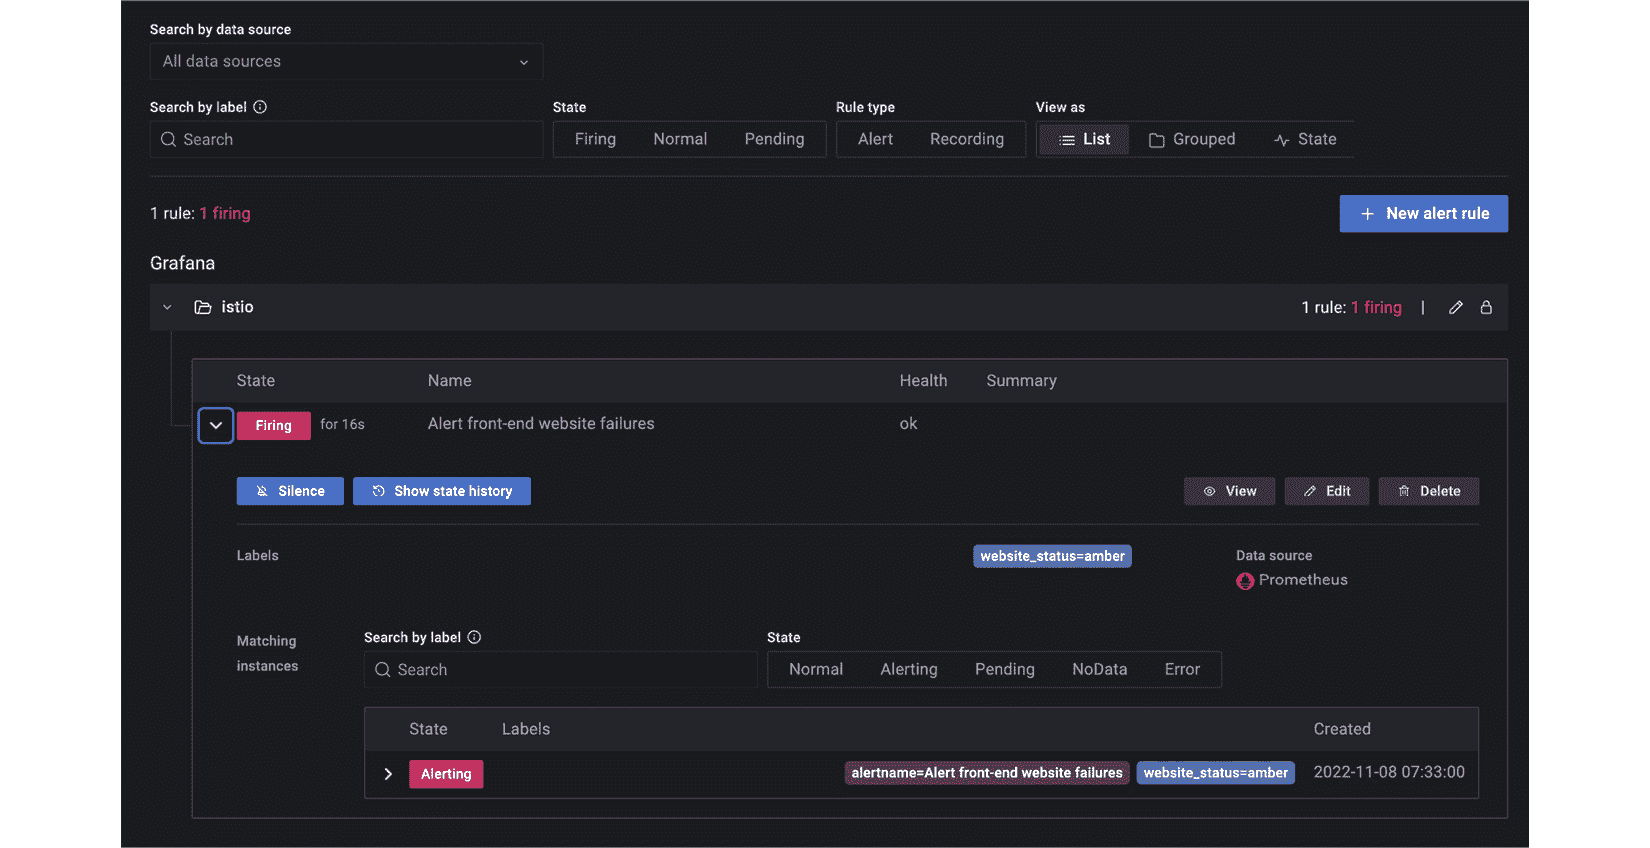 Search by data source
All data sources
Search by label State Rule type View as
Search Firing Normal Pending Alert Recording List Grouped State
1 rule: 1 firing + New alert rule
Grafana
istio 1 rule: 1 firing |
State Name Health Summary
Firing for 16s Alert front-end website failures ok
Silence Show state history View Edit Delete
Labels website_status=amber Data source
Prometheus
Matching instances Search by label State
Search Normal Alerting Pending NoData Error
State Labels Created
Alerting alertname=Alert front-end website failures website_status=amber 2022-11-08 07:33:00